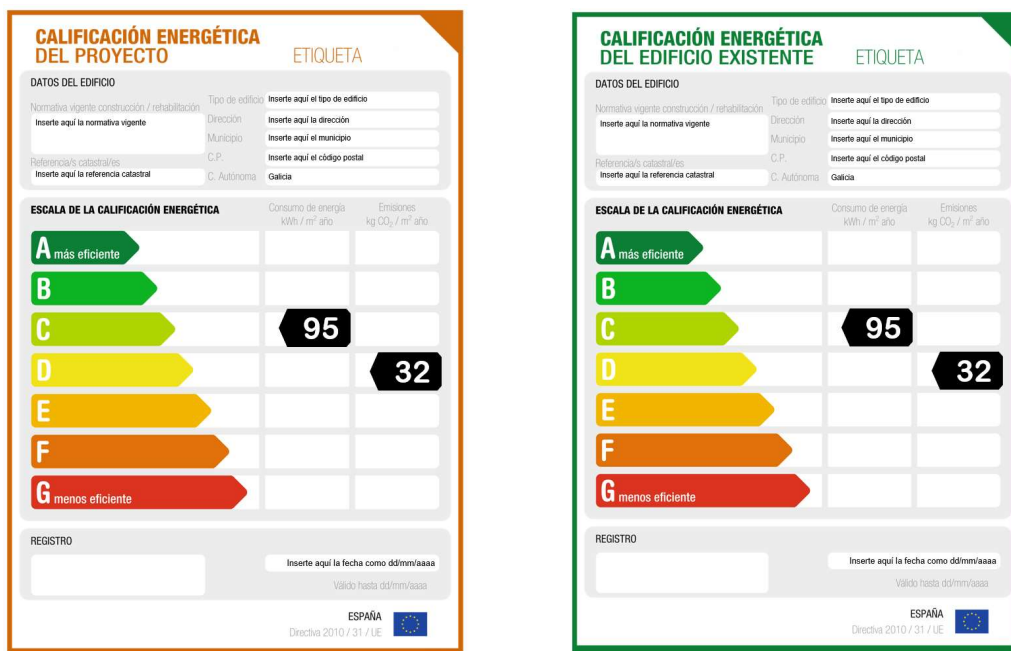 CALIFICACIÓN ENERGÉTICA
DEL PROYECTO ETIQUETA
DATOS DEL EDIFICIO
Normativa vigente construcción / rehabilitación
Inserte aquí la normativa vigente
Referencia/s catastral/es
Inserte aquí la referencia catastral
Tipo de edificio Inserte aquí el tipo de edificio
Dirección Inserte aquí la dirección
Municipio Inserte aquí el municipio
C.P. Inserte aquí el código postal
C. Autónoma Galicia
ESCALA DE LA CALIFICACIÓN ENERGÉTICA
Consumo de energía
kWh / m² año
Emisiones
kg CO₂ / m² año
A más eficiente
B
C 95
D 32
E
F
G menos eficiente
REGISTRO
Inserte aquí la fecha como dd/mm/aaaa
Válido hasta dd/mm/aaaa
ESPAÑA
Directiva 2010 / 31 / UE
CALIFICACIÓN ENERGÉTICA
DEL EDIFICIO EXISTENTE ETIQUETA
DATOS DEL EDIFICIO
Normativa vigente construcción / rehabilitación
Inserte aquí la normativa vigente
Referencia/s catastral/es
Inserte aquí la referencia catastral
Tipo de edificio Inserte aquí el tipo de edificio
Dirección Inserte aquí la dirección
Municipio Inserte aquí el municipio
C.P. Inserte aquí el código postal
C. Autónoma Galicia
ESCALA DE LA CALIFICACIÓN ENERGÉTICA
Consumo de energía
kWh / m² año
Emisiones
kg CO₂ / m² año
A más eficiente
B
C 95
D 32
E
F
G menos eficiente
REGISTRO
Inserte aquí la fecha como dd/mm/aaaa
Válido hasta dd/mm/aaaa
ESPAÑA
Directiva 2010 / 31 / UE